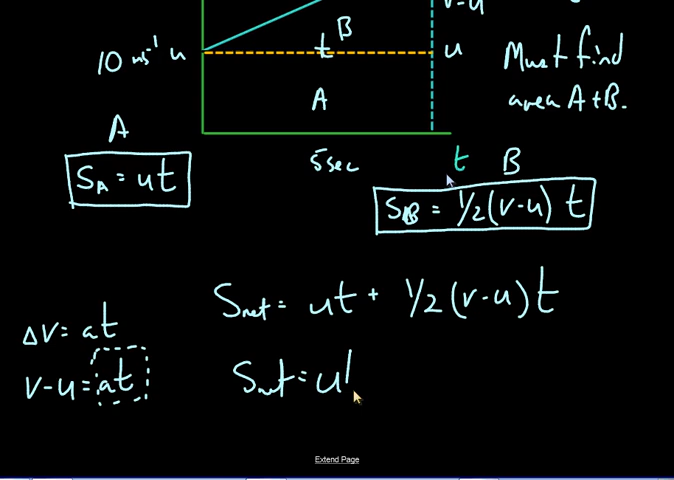 v-u
B
10 ms⁻¹ u
t
u
Must find
area A + B.
A
A
5sec
t
B
S_A = ut
S_B = 1/2(v-u) t
S_net = ut + 1/2(v-u)t
ΔV = at
v-u = at
S_net = ul
Extend Page